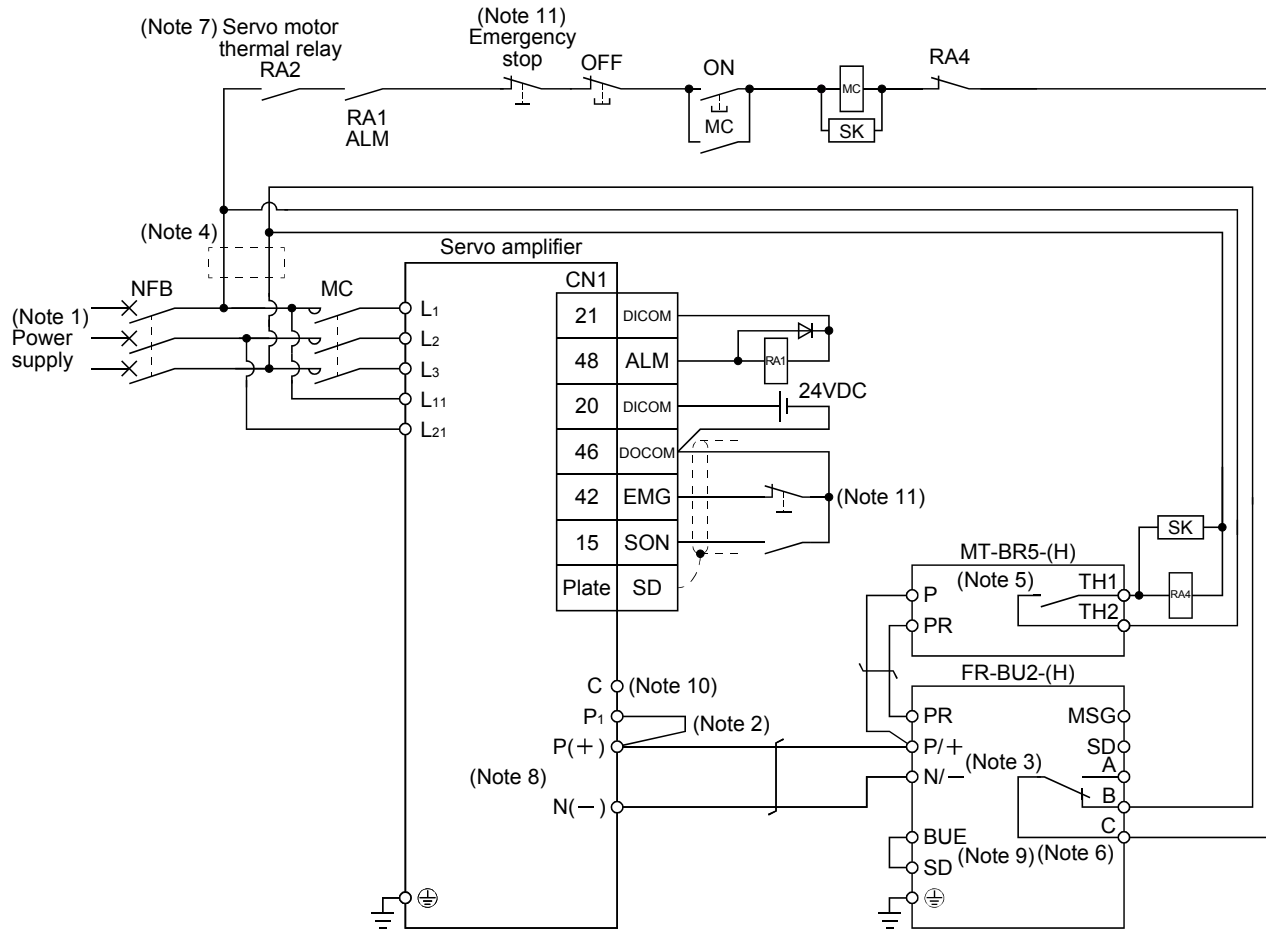 (Note 7) Servo motor
thermal relay
RA2
RA1
ALM
(Note 11)
Emergency
stop
OFF
ON
MC
MC
SK
RA4
(Note 4)
NFB
MC
(Note 1)
Power
supply
Servo amplifier
L1
L2
L3
L11
L21
CN1
21 DICOM
48 ALM
20 DICOM
46 DOCOM
42 EMG
15 SON
Plate SD
RA1
24VDC
(Note 11)
C (Note 10)
P1
(Note 2)
P(+)
(Note 8)
N(−)
SK
MT-BR5-(H)
(Note 5)
P
PR
TH1
TH2
RA4
FR-BU2-(H)
PR
MSG
P/+
SD
N/−
(Note 3)
A
B
C
BUE
SD
(Note 9)
(Note 6)